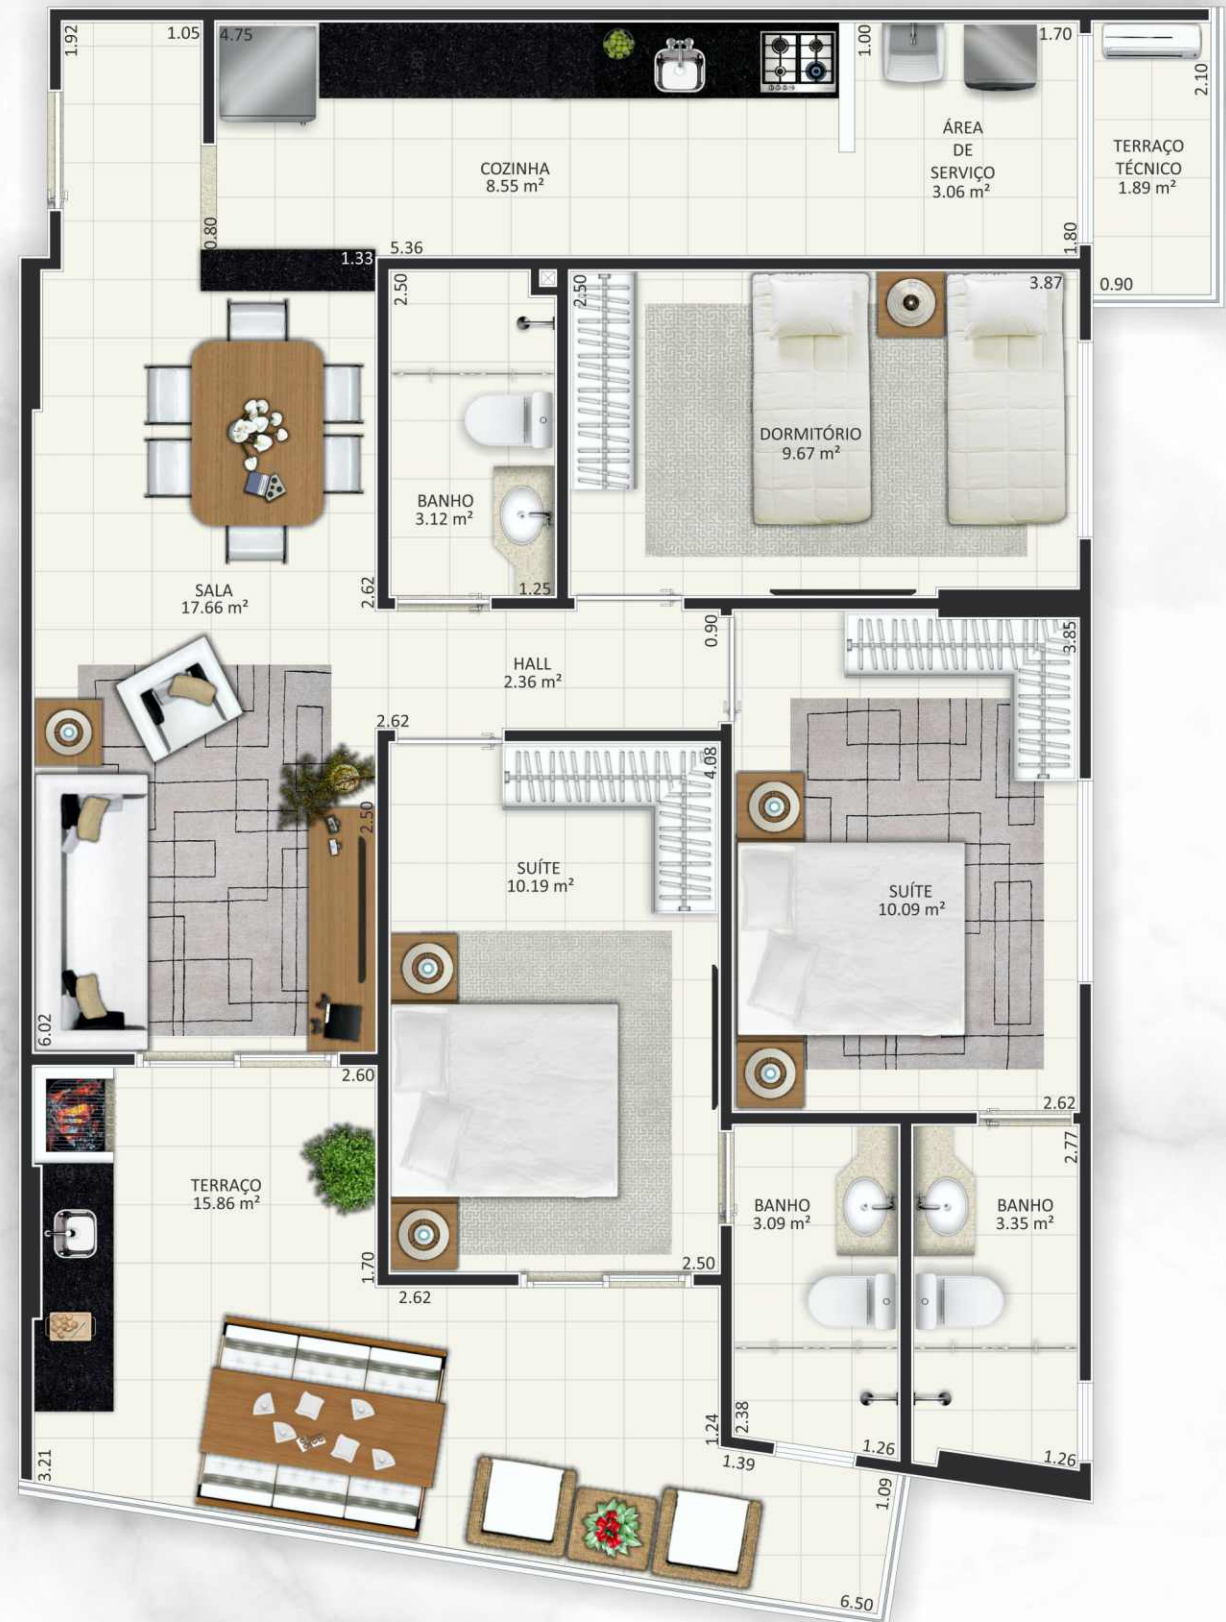 1.92
1.05
4.75
1.00
1.70
2.10
COZINHA
8.55 m²
ÁREA
DE
SERVIÇO
3.06 m²
TERRAÇO
TÉCNICO
1.89 m²
0.80
1.33
5.36
1.80
0.90
2.50
2.50
3.87
DORMITÓRIO
9.67 m²
BANHO
3.12 m²
1.25
SALA
17.66 m²
2.62
0.90
3.85
HALL
2.36 m²
2.62
4.08
2.50
SUÍTE
10.19 m²
SUÍTE
10.09 m²
6.02
2.60
2.62
2.77
TERRAÇO
15.86 m²
BANHO
3.09 m²
BANHO
3.35 m²
1.70
2.50
2.62
3.21
1.24
2.38
1.39
1.26
1.26
1.09
6.50